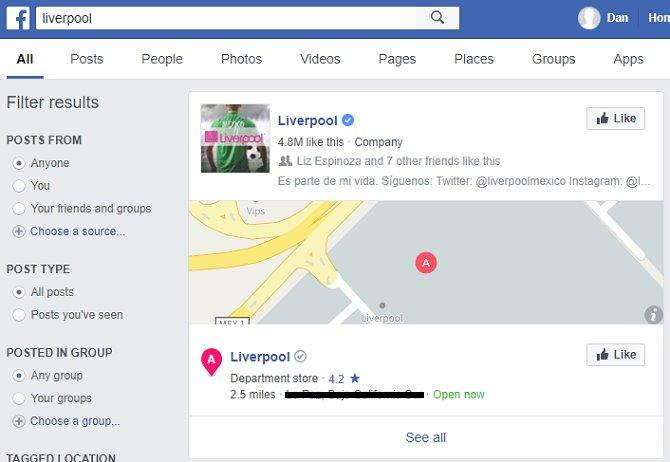 liverpool
Dan Hom
All Posts People Photos Videos Pages Places Groups Apps
Filter results
POSTS FROM
Anyone
You
Your friends and groups
Choose a source...
POST TYPE
All posts
Posts you've seen
POSTED IN GROUP
Any group
Your groups
Choose a group...
TAGGED LOCATION
MEXICO
Liverpool
Liverpool
Like
4.8M like this · Company
Liz Espinoza and 7 other friends like this
Es parte de mi vida. Síguenos: Twitter: @liverpoolmexico Instagram: @l...
Vips
A
Liverpool
MEX 1
A
Liverpool
Like
Department store · 4.2 ★
2.5 miles · · Open now
See all